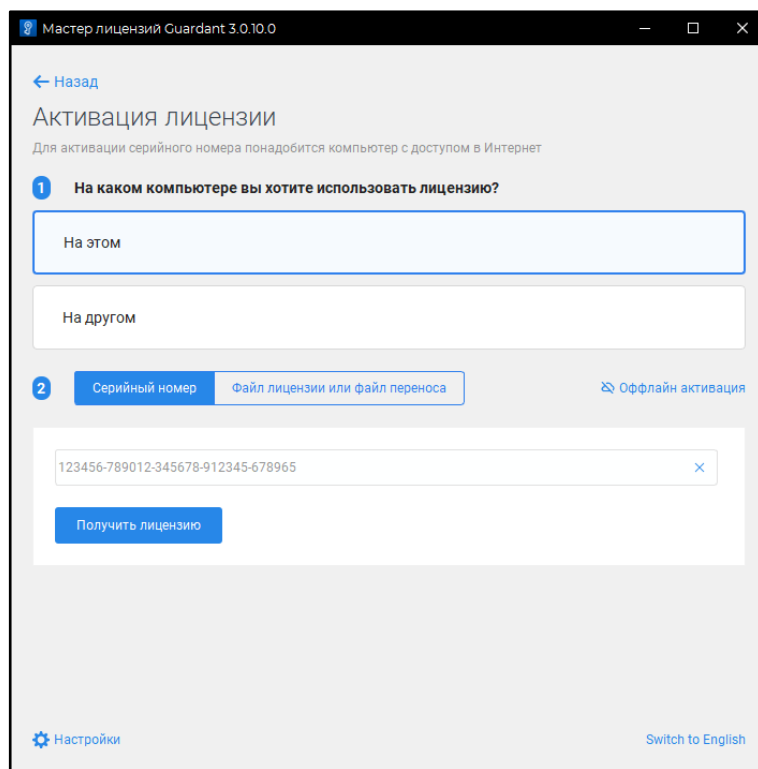 Мастер лицензий Guardant 3.0.10.0
Назад
Активация лицензии
Для активации серийного номера понадобится компьютер с доступом в Интернет
1 На каком компьютере вы хотите использовать лицензию?
На этом
На другом
2 Серийный номер Файл лицензии или файл переноса Оффлайн активация
123456-789012-345678-912345-678965
Получить лицензию
Настройки Switch to English